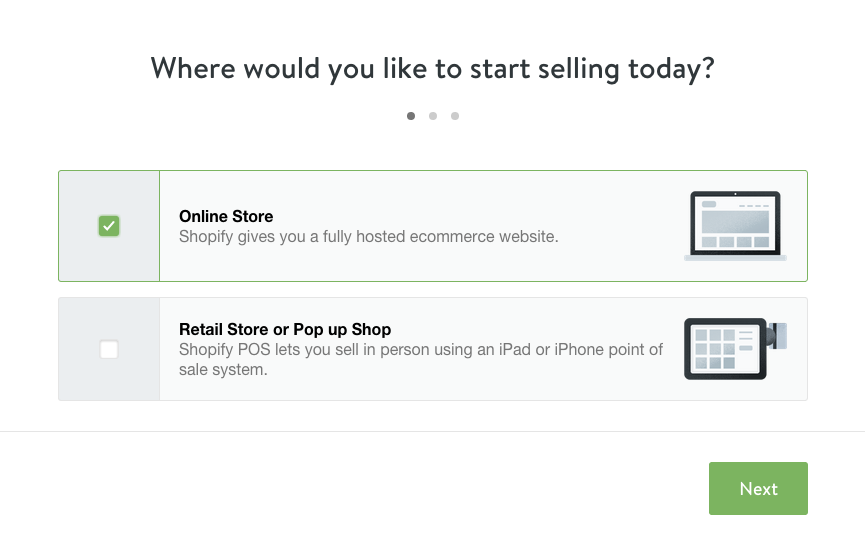 Where would you like to start selling today?
Online Store
Shopify gives you a fully hosted ecommerce website.
Retail Store or Pop up Shop
Shopify POS lets you sell in person using an iPad or iPhone point of
sale system.
Next